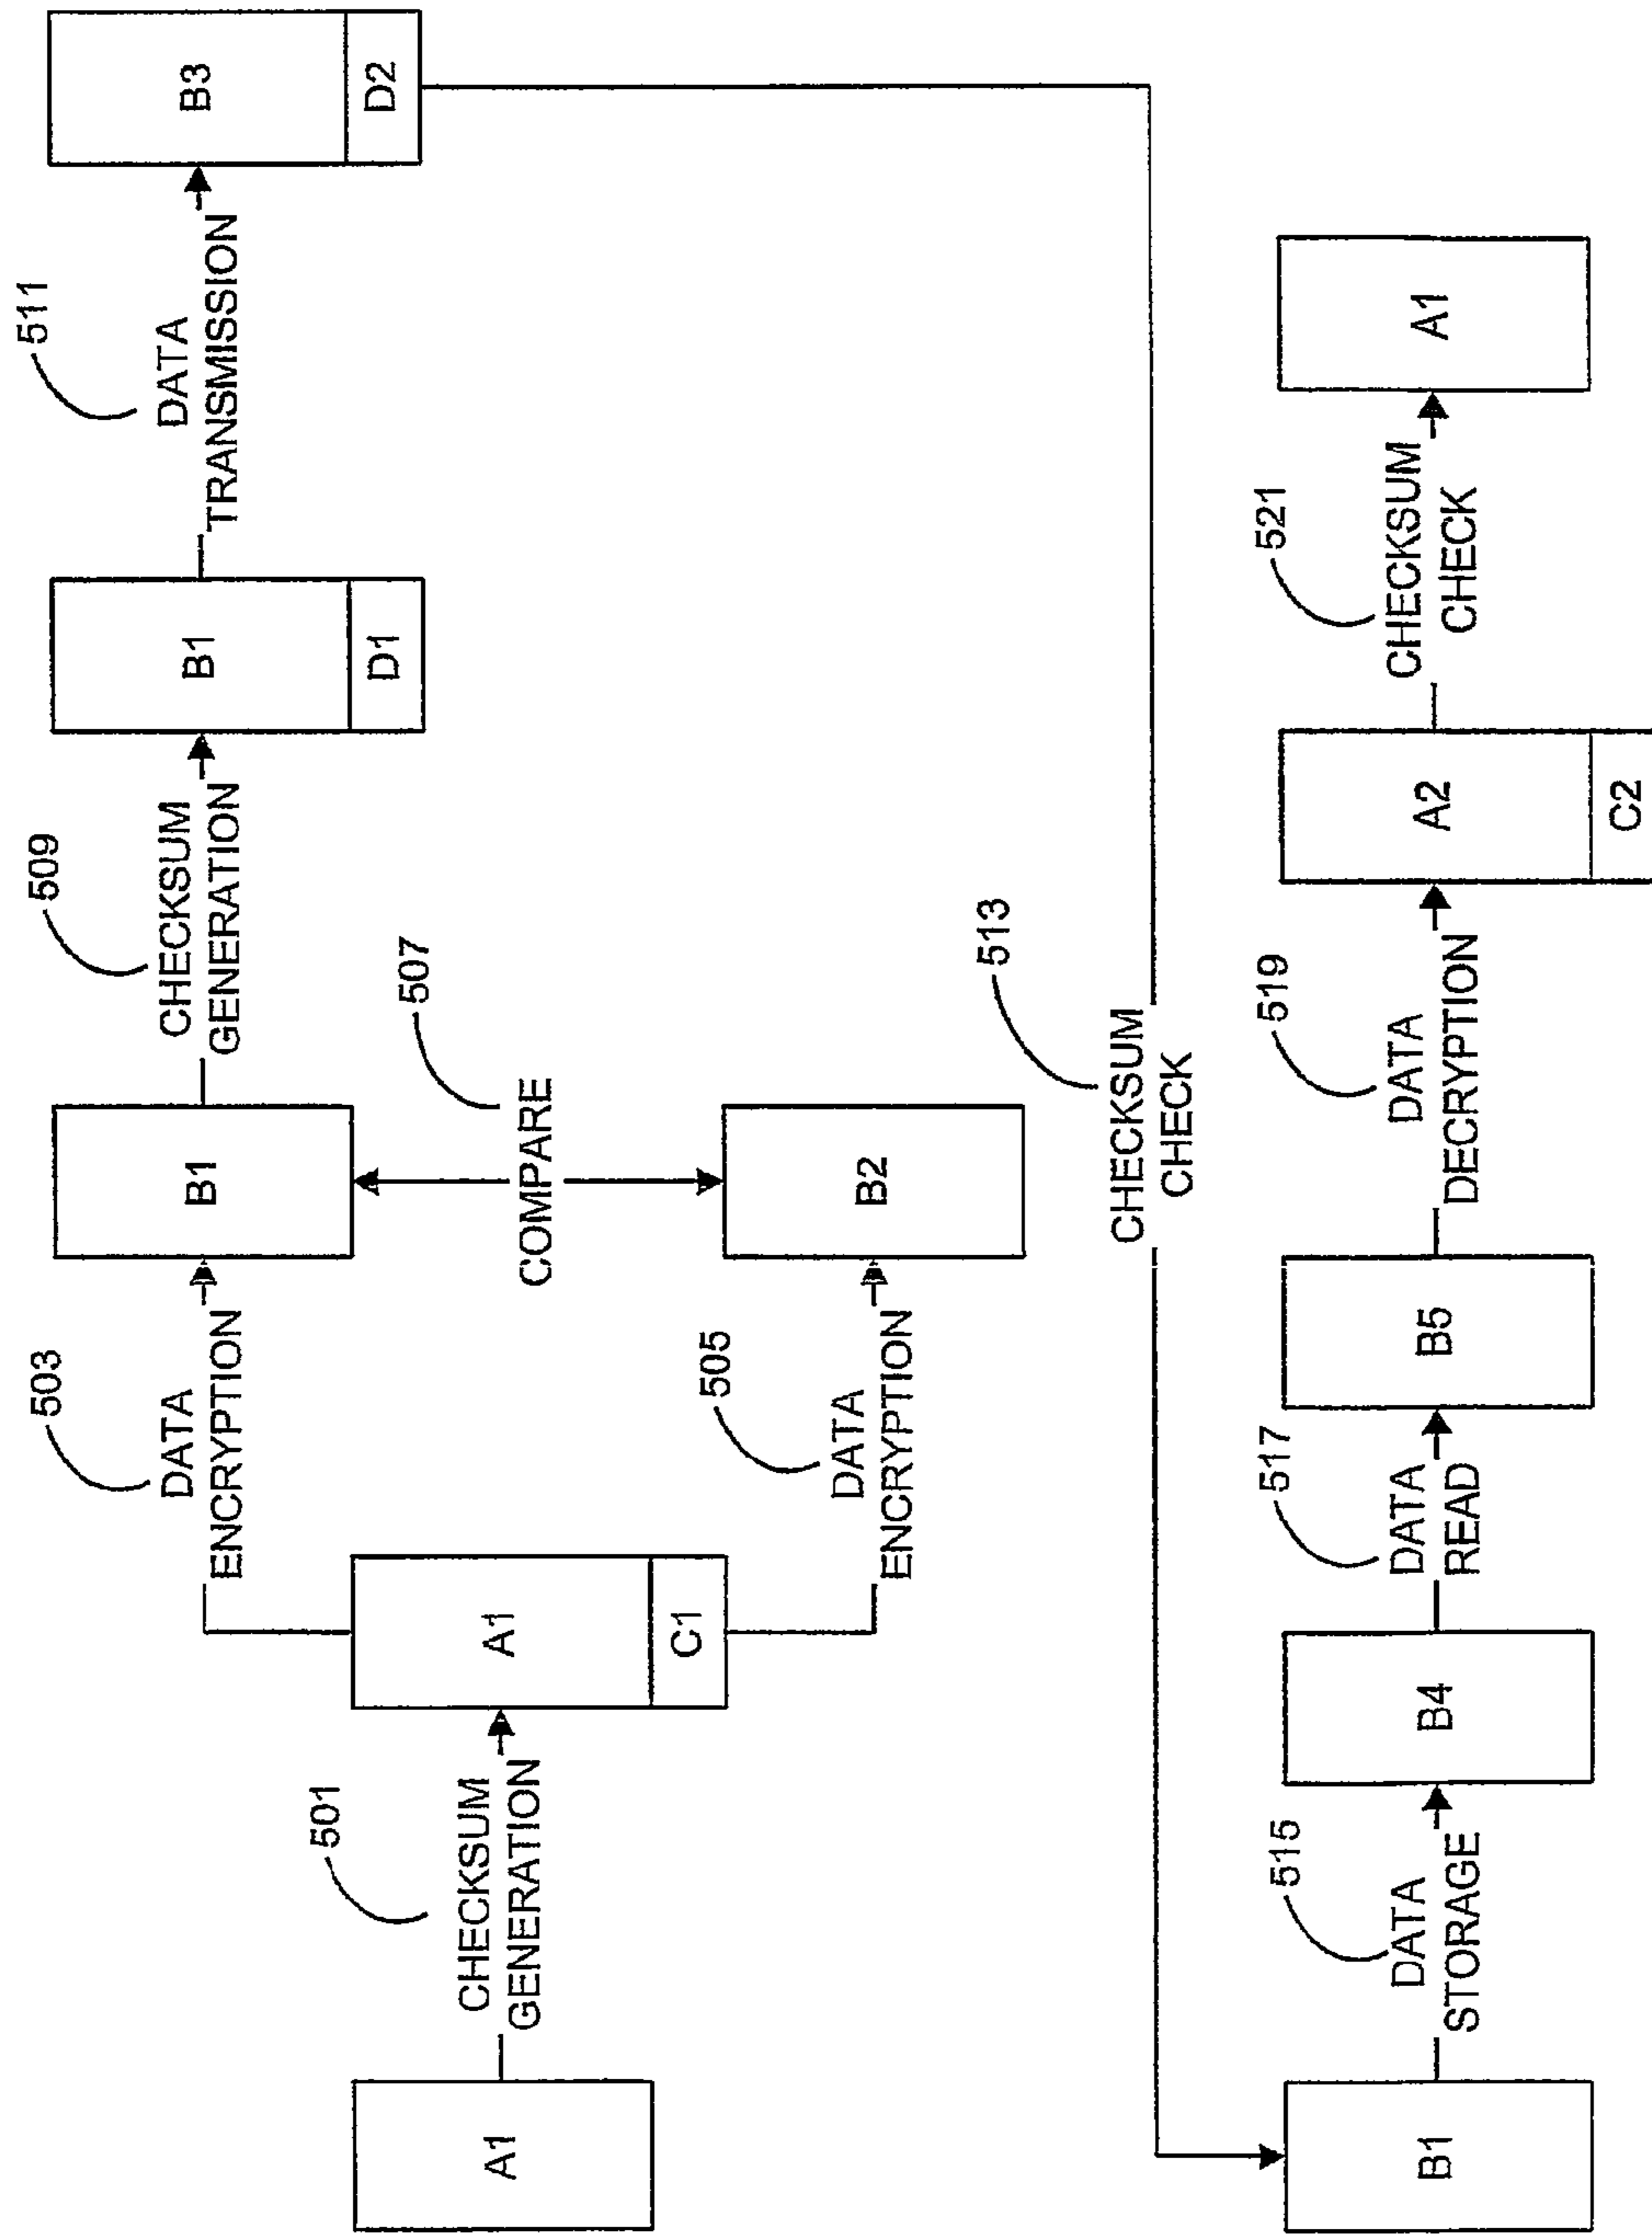 A1
501
CHECKSUM
GENERATION
A1
C1
503
DATA
ENCRYPTION
505
DATA
ENCRYPTION
B1
507
COMPARE
B2
509
CHECKSUM
GENERATION
B1
D1
511
DATA
TRANSMISSION
B3
D2
513
CHECKSUM
CHECK
B1
515
DATA
STORAGE
B4
517
DATA
READ
B5
519
DATA
DECRYPTION
A2
C2
521
CHECKSUM
CHECK
A1